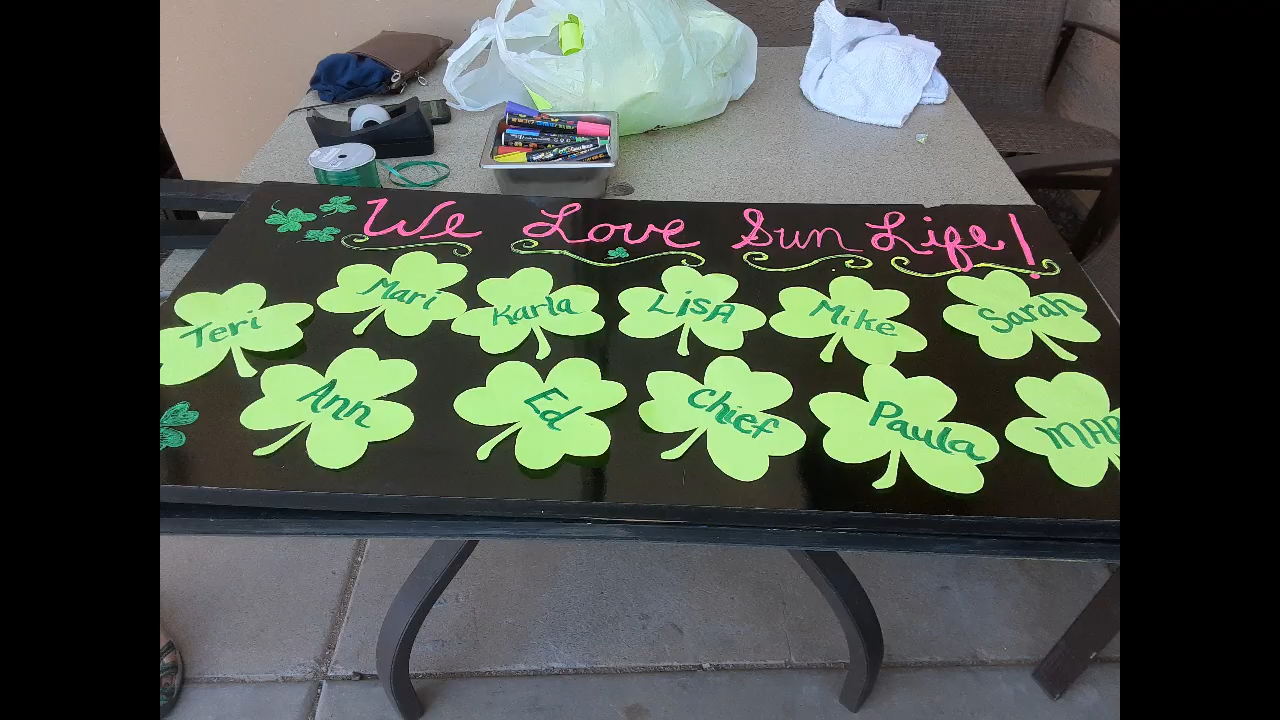 We Love Sun Life!
Teri Mari Karla LiSA Mike Sarah
Ann Ed Chief Paula